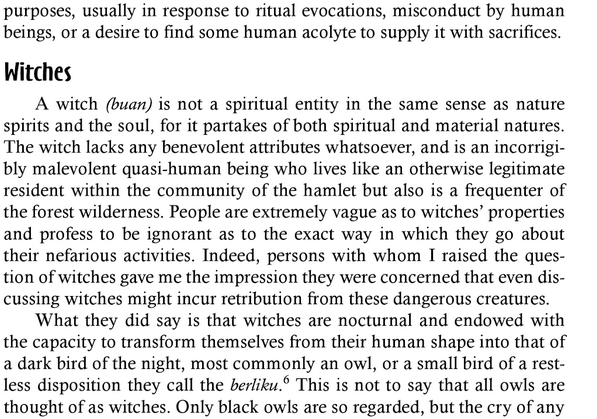 purposes, usually in response to ritual evocations, misconduct by human
beings, or a desire to find some human acolyte to supply it with sacrifices.
Witches
A witch (buan) is not a spiritual entity in the same sense as nature
spirits and the soul, for it partakes of both spiritual and material natures.
The witch lacks any benevolent attributes whatsoever, and is an incorrigi-
bly malevolent quasi-human being who lives like an otherwise legitimate
resident within the community of the hamlet but also is a frequenter of
the forest wilderness. People are extremely vague as to witches’ properties
and profess to be ignorant as to the exact way in which they go about
their nefarious activities. Indeed, persons with whom I raised the ques-
tion of witches gave me the impression they were concerned that even dis-
cussing witches might incur retribution from these dangerous creatures.
What they did say is that witches are nocturnal and endowed with
the capacity to transform themselves from their human shape into that of
a dark bird of the night, most commonly an owl, or a small bird of a rest-
less disposition they call the berliku.⁶ This is not to say that all owls are
thought of as witches. Only black owls are so regarded, but the cry of any